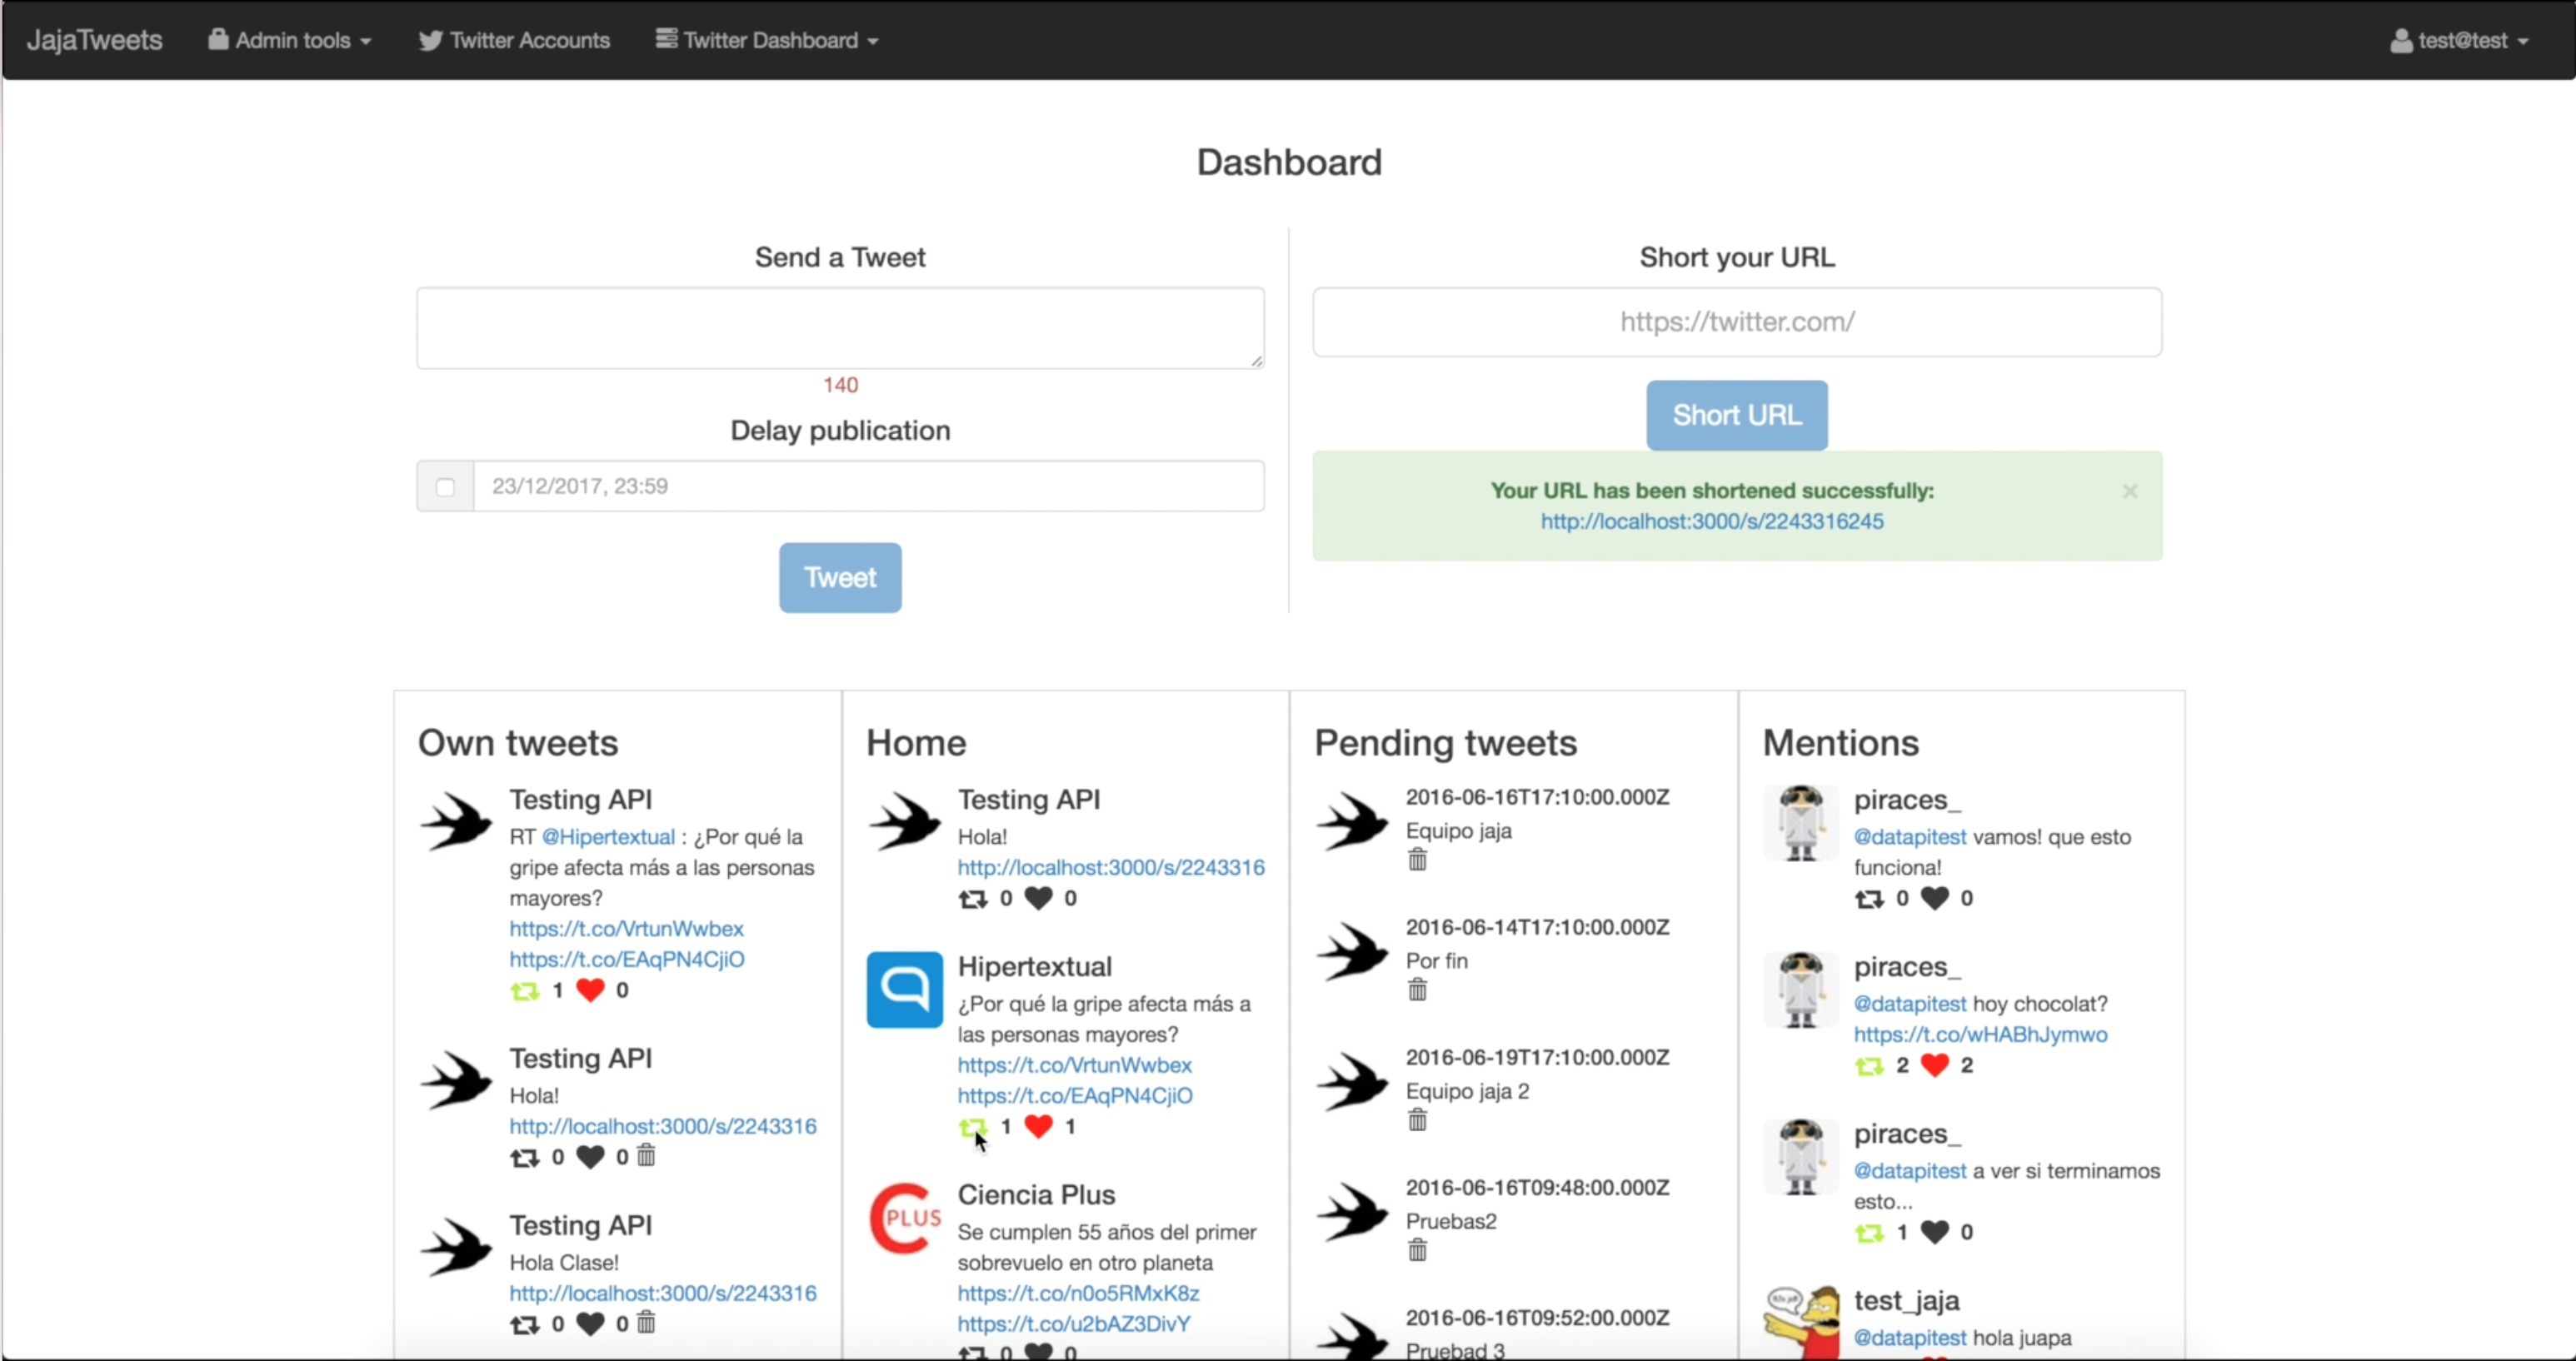 JajaTweets Admin tools Twitter Accounts Twitter Dashboard test@test
Dashboard
Send a Tweet
140
Delay publication
23/12/2017, 23:59
Tweet
Short your URL
https://twitter.com/
Short URL
Your URL has been shortened successfully:
http://localhost:3000/s/2243316245
×
Own tweets
Testing API
RT @Hipertextual : ¿Por qué la
gripe afecta más a las personas
mayores?
https://t.co/VrtunWwbex
https://t.co/EAqPN4CjiO
1 0
Testing API
Hola!
http://localhost:3000/s/2243316
0 0
Testing API
Hola Clase!
http://localhost:3000/s/2243316
0 0
Home
Testing API
Hola!
http://localhost:3000/s/2243316
0 0
Hipertextual
¿Por qué la gripe afecta más a
las personas mayores?
https://t.co/VrtunWwbex
https://t.co/EAqPN4CjiO
1 1
PLUS
Ciencia Plus
Se cumplen 55 años del primer
sobrevuelo en otro planeta
https://t.co/n0o5RMxK8z
https://t.co/u2bAZ3DivY
0 0
Pending tweets
2016-06-16T17:10:00.000Z
Equipo jaja
2016-06-14T17:10:00.000Z
Por fin
2016-06-19T17:10:00.000Z
Equipo jaja 2
2016-06-16T09:48:00.000Z
Pruebas2
2016-06-16T09:52:00.000Z
Pruebad 3
Mentions
piraces_
@datapitest vamos! que esto
funciona!
0 0
piraces_
@datapitest hoy chocolat?
https://t.co/wHABhJymwo
2 2
piraces_
@datapitest a ver si terminamos
esto...
1 0
test_jaja
@datapitest hola juapa